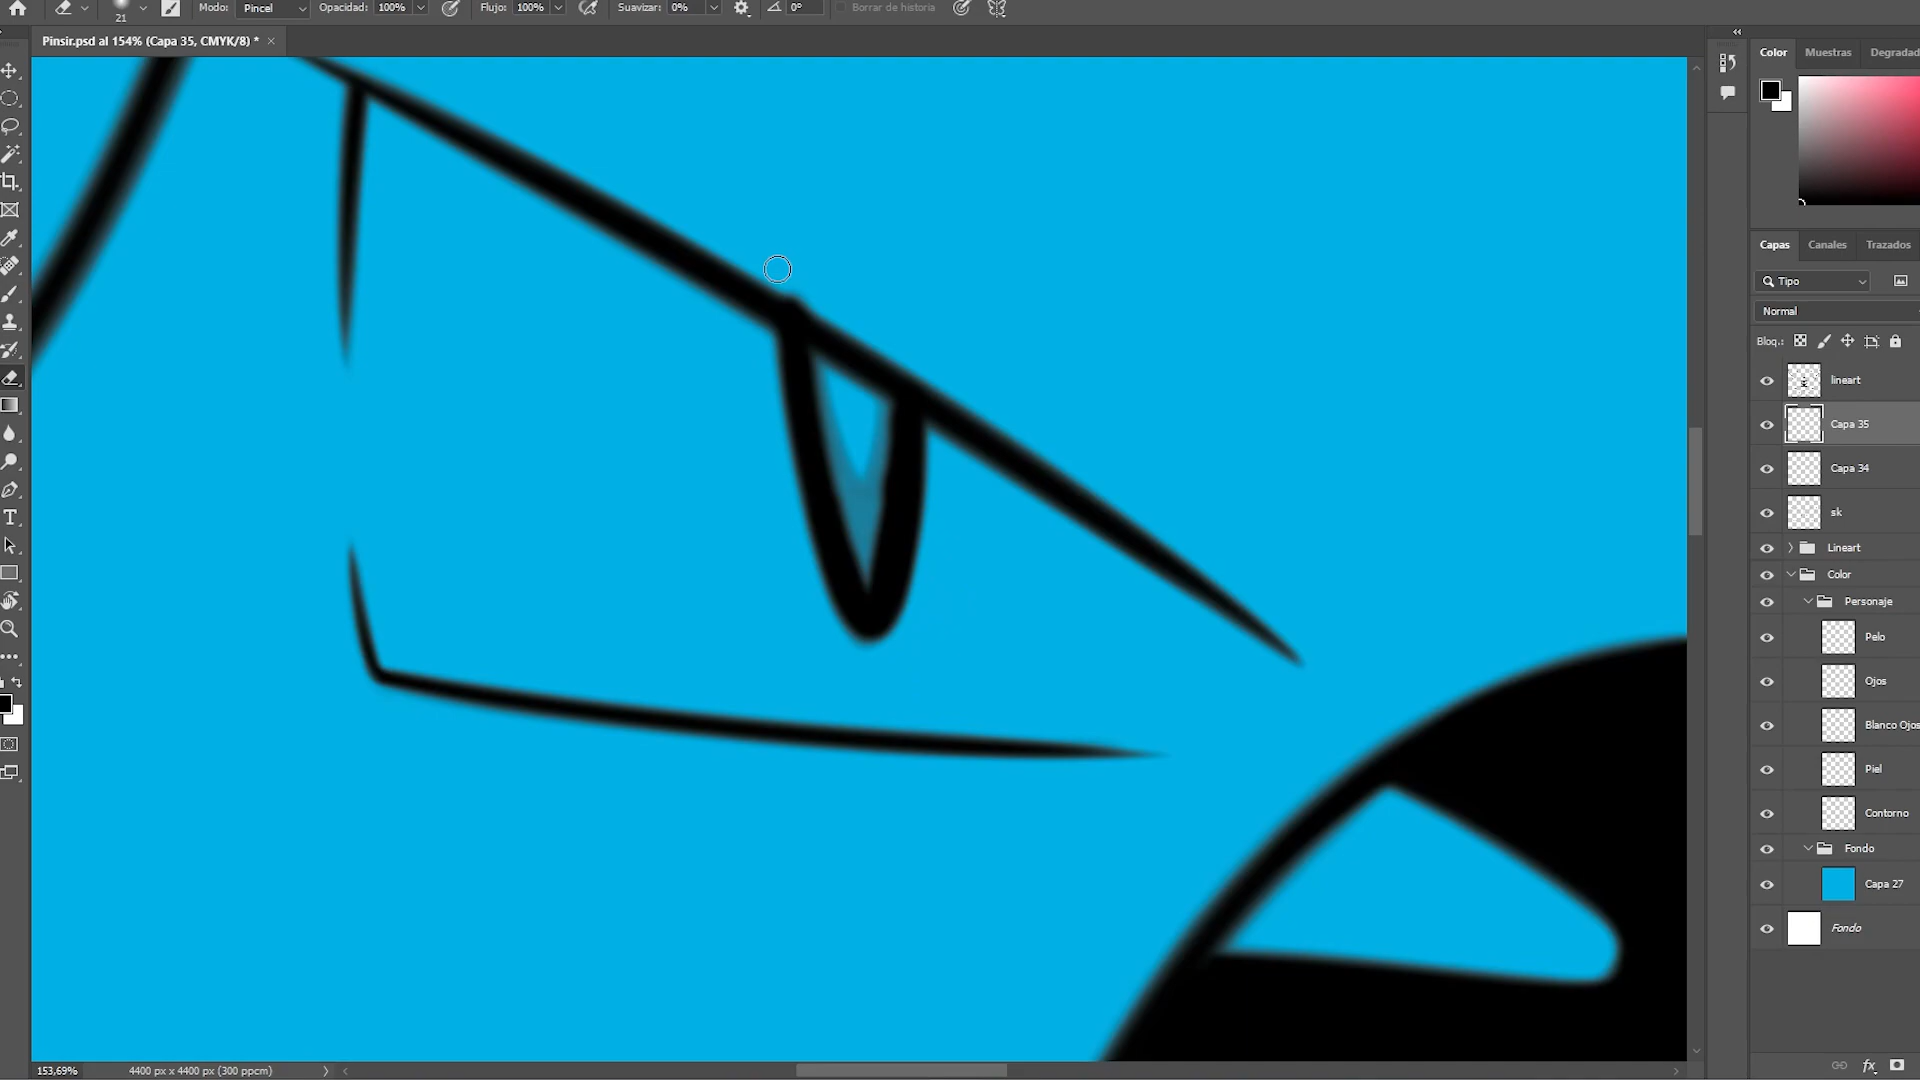 21 Modo: Pincel Opacidad: 100% Flujo: 100% Suavizar: 0% 0° Borrar de historia
Pinsir.psd al 154% (Capa 35, CMYK/8) * ×
Color Muestras Degradad
Capas Canales Trazados
Tipo
Normal
Bloq.:
lineart
Capa 35
Capa 34
sk
Lineart
Color
Personaje
Pelo
Ojos
Blanco Ojos
Piel
Contorno
Fondo
Capa 27
Fondo
fx
153,69% 4400 px x 4400 px (300 ppcm)